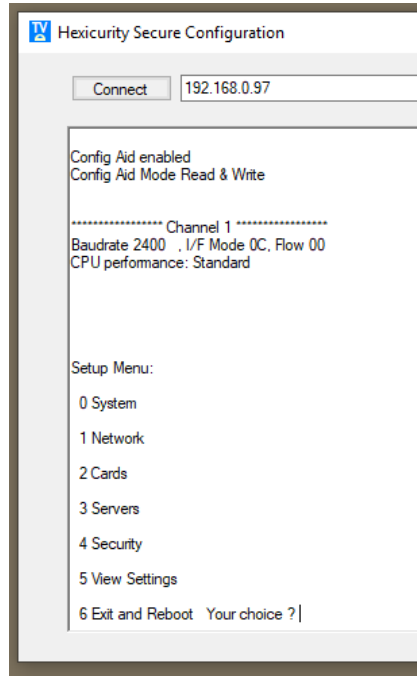 TV
Hexicurity Secure Configuration
Connect 192.168.0.97
Config Aid enabled
Config Aid Mode Read & Write
***************** Channel 1 *****************
Baudrate 2400 , I/F Mode 0C, Flow 00
CPU performance: Standard
Setup Menu:
0 System
1 Network
2 Cards
3 Servers
4 Security
5 View Settings
6 Exit and Reboot Your choice ?